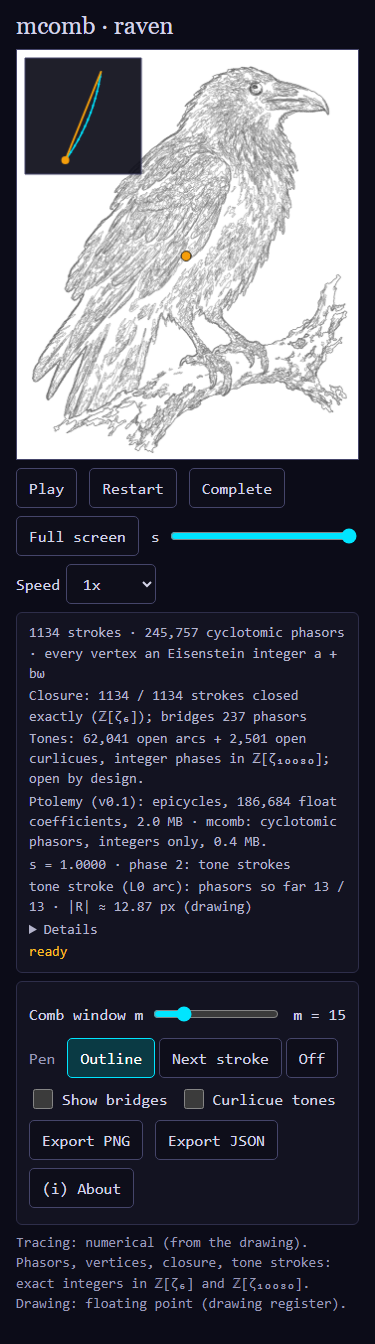 mcomb · raven
Play Restart Complete
Full screen s
Speed 1x
1134 strokes · 245,757 cyclotomic phasors
· every vertex an Eisenstein integer a +
bω
Closure: 1134 / 1134 strokes closed
exactly (ℤ[ζ₆]); bridges 237 phasors
Tones: 62,041 open arcs + 2,501 open
curlicues, integer phases in ℤ[ζ₁₀₀₈₀];
open by design.
Ptolemy (v0.1): epicycles, 186,684 float
coefficients, 2.0 MB · mcomb: cyclotomic
phasors, integers only, 0.4 MB.
s = 1.0000 · phase 2: tone strokes
tone stroke (L0 arc): phasors so far 13 /
13 · |R| ≈ 12.87 px (drawing)
▶ Details
ready
Comb window m m = 15
Pen Outline Next stroke Off
Show bridges Curlicue tones
Export PNG Export JSON
(i) About
Tracing: numerical (from the drawing).
Phasors, vertices, closure, tone strokes:
exact integers in ℤ[ζ₆] and ℤ[ζ₁₀₀₈₀].
Drawing: floating point (drawing register).